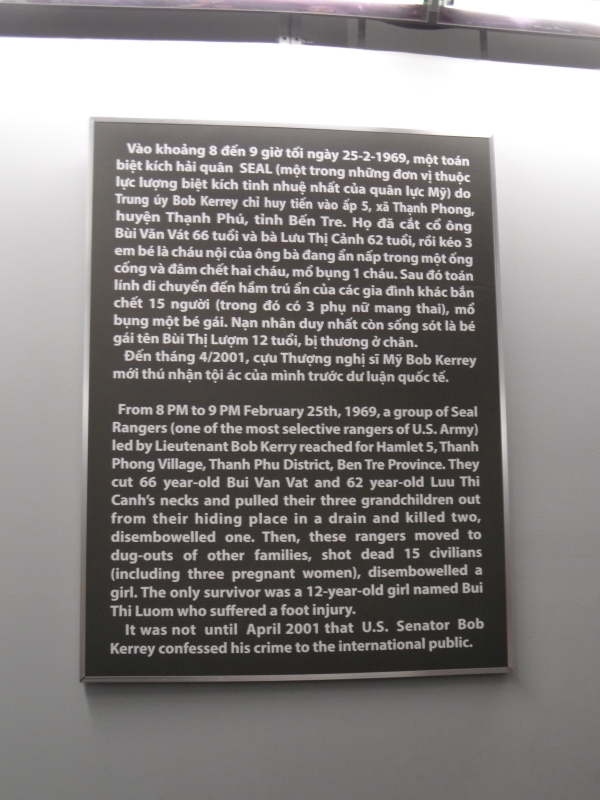 Vào khoảng 8 đến 9 giờ tối ngày 25-2-1969, một toán
biệt kích hải quân SEAL (một trong những đơn vị thuộc
lực lượng biệt kích tinh nhuệ nhất của quân lực Mỹ) do
Trung úy Bob Kerrey chỉ huy tiến vào ấp 5, xã Thạnh Phong,
huyện Thạnh Phú, tỉnh Bến Tre. Họ đã cắt cổ ông
Bùi Văn Vát 66 tuổi và bà Lưu Thị Cảnh 62 tuổi, rồi kéo 3
em bé là cháu nội của ông bà đang ẩn nấp trong một ống
cống và đâm chết hai cháu, mổ bụng 1 cháu. Sau đó toán
lính di chuyển đến hầm trú ẩn của các gia đình khác bắn
chết 15 người (trong đó có 3 phụ nữ mang thai), mổ
bụng một bé gái. Nạn nhân duy nhất còn sống sót là bé
gái tên Bùi Thị Lượm 12 tuổi, bị thương ở chân.
Đến tháng 4/2001, cựu Thượng nghị sĩ Mỹ Bob Kerrey
mới thú nhận tội ác của mình trước dư luận quốc tế.
From 8 PM to 9 PM February 25th, 1969, a group of Seal
Rangers (one of the most selective rangers of U.S. Army)
led by Lieutenant Bob Kerry reached for Hamlet 5, Thanh
Phong Village, Thanh Phu District, Ben Tre Province. They
cut 66 year-old Bui Van Vat and 62 year-old Luu Thi
Canh's necks and pulled their three grandchildren out
from their hiding place in a drain and killed two,
disembowelled one. Then, these rangers moved to
dug-outs of other families, shot dead 15 civilians
(including three pregnant women), disembowelled a
girl. The only survivor was a 12-year-old girl named Bui
Thi Luom who suffered a foot injury.
It was not until April 2001 that U.S. Senator Bob
Kerrey confessed his crime to the international public.